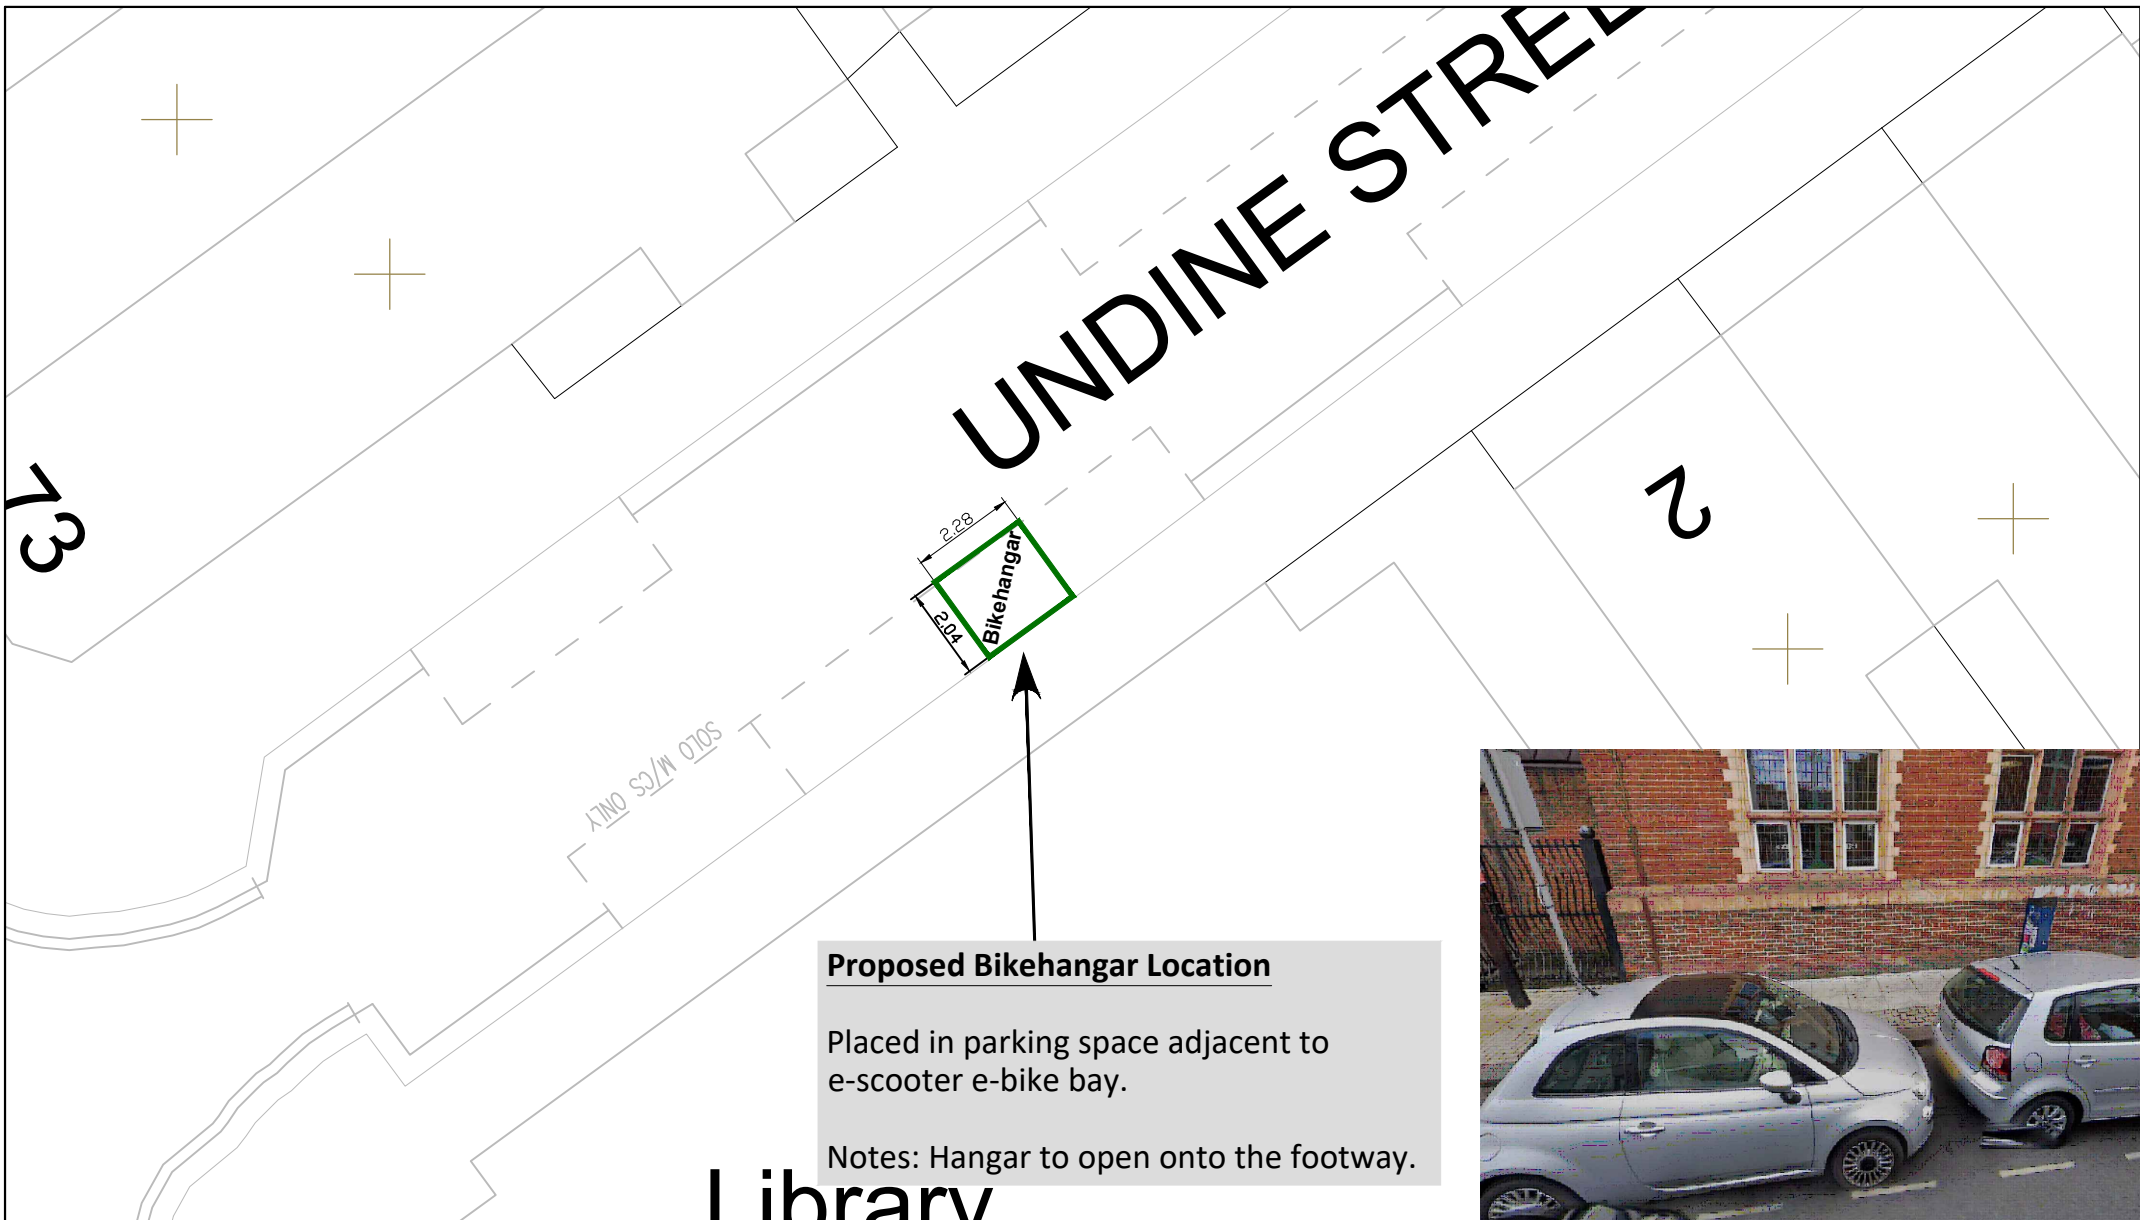 UNDINE STREE
73
2
2.28
2.04
Bikehangar
SOLO M/CS ONLY
Proposed Bikehangar Location
Placed in parking space adjacent to
e-scooter e-bike bay.
Notes: Hangar to open onto the footway.
Library